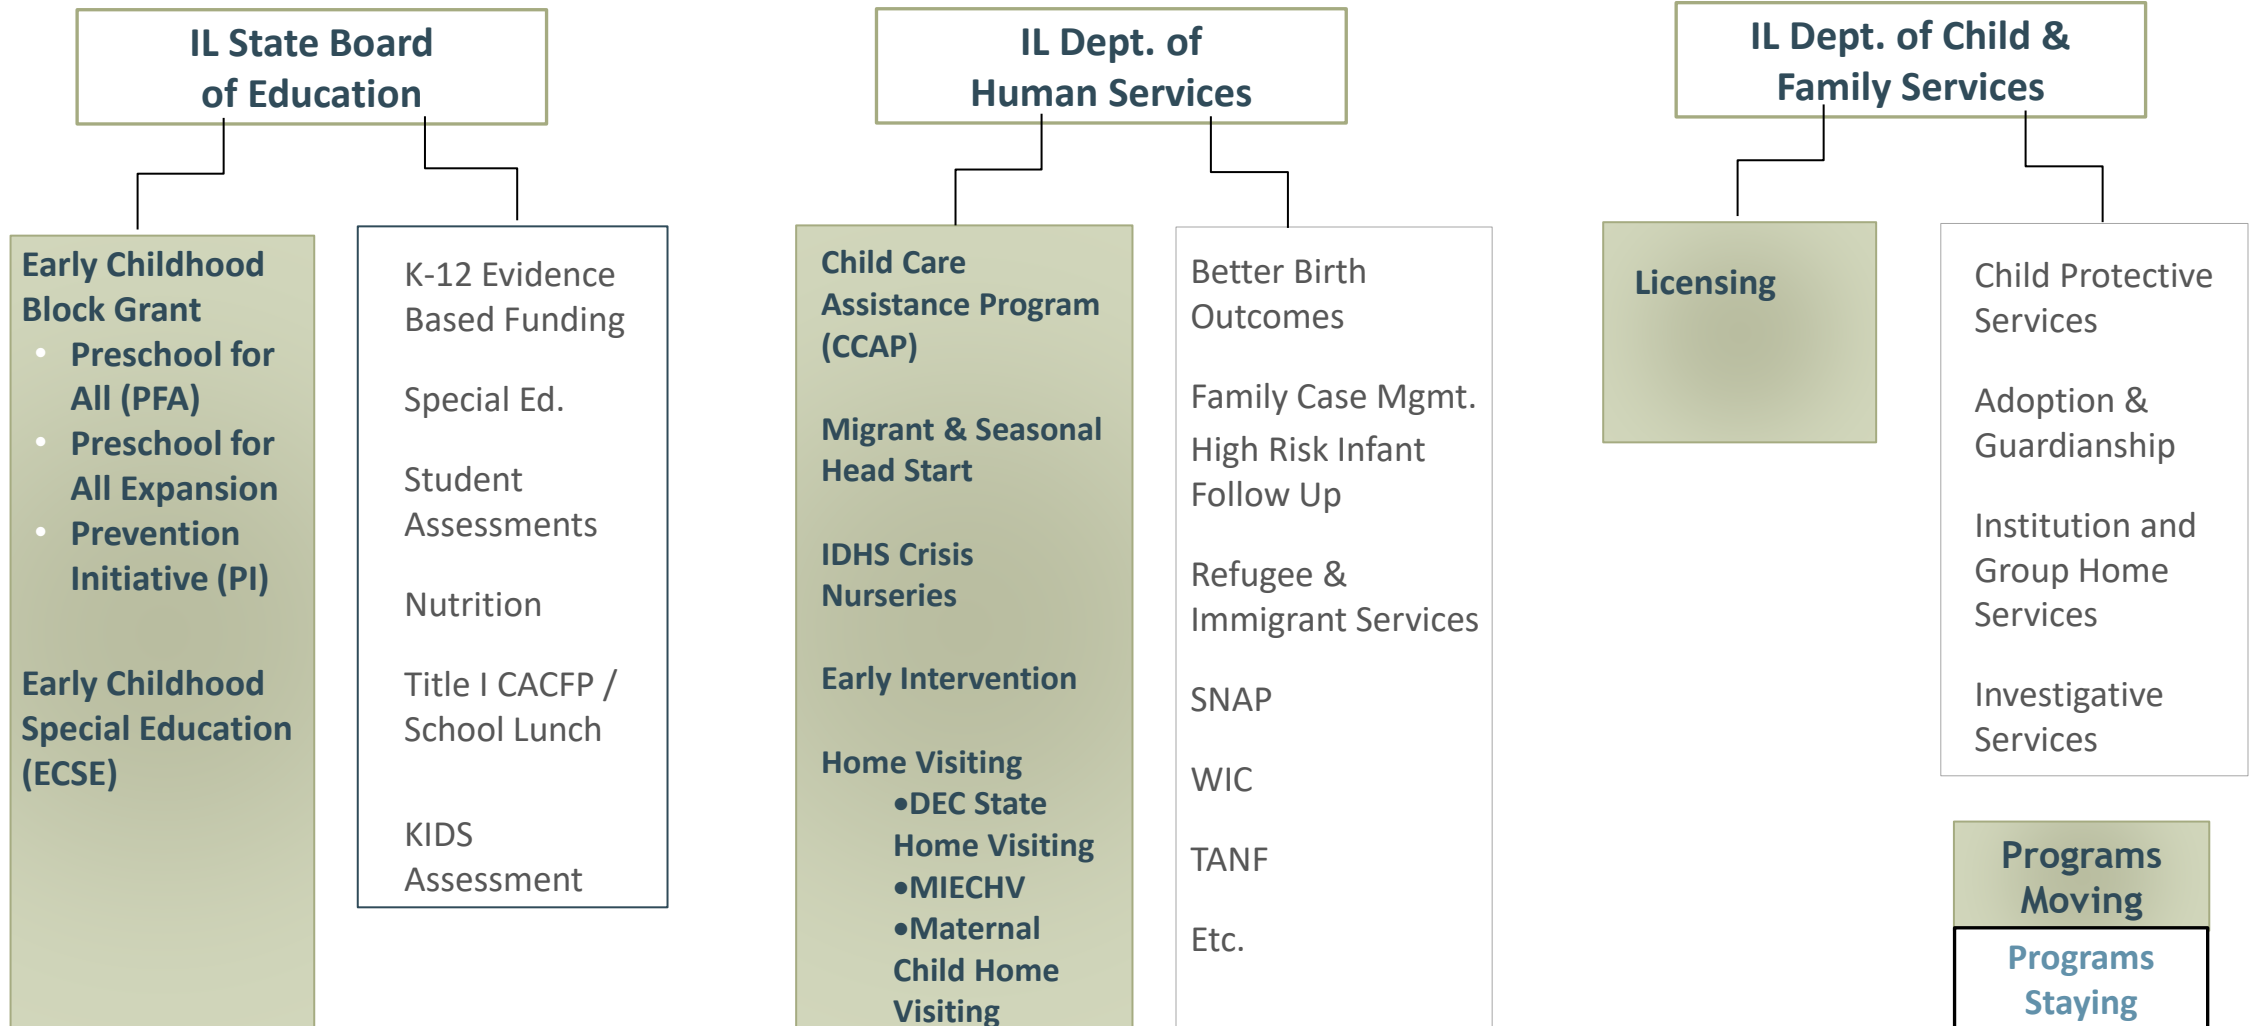 IL State Board
of Education
Early Childhood
Block Grant
• Preschool for
All (PFA)
• Preschool for
All Expansion
• Prevention
Initiative (PI)
Early Childhood
Special Education
(ECSE)
K-12 Evidence
Based Funding
Special Ed.
Student
Assessments
Nutrition
Title I CACFP /
School Lunch
KIDS
Assessment
IL Dept. of
Human Services
Child Care
Assistance Program
(CCAP)
Migrant & Seasonal
Head Start
IDHS Crisis
Nurseries
Early Intervention
Home Visiting
•DEC State
Home Visiting
•MIECHV
•Maternal
Child Home
Visiting
Better Birth
Outcomes
Family Case Mgmt.
High Risk Infant
Follow Up
Refugee &
Immigrant Services
SNAP
WIC
TANF
Etc.
IL Dept. of Child &
Family Services
Licensing
Child Protective
Services
Adoption &
Guardianship
Institution and
Group Home
Services
Investigative
Services
Programs
Moving
Programs
Staying